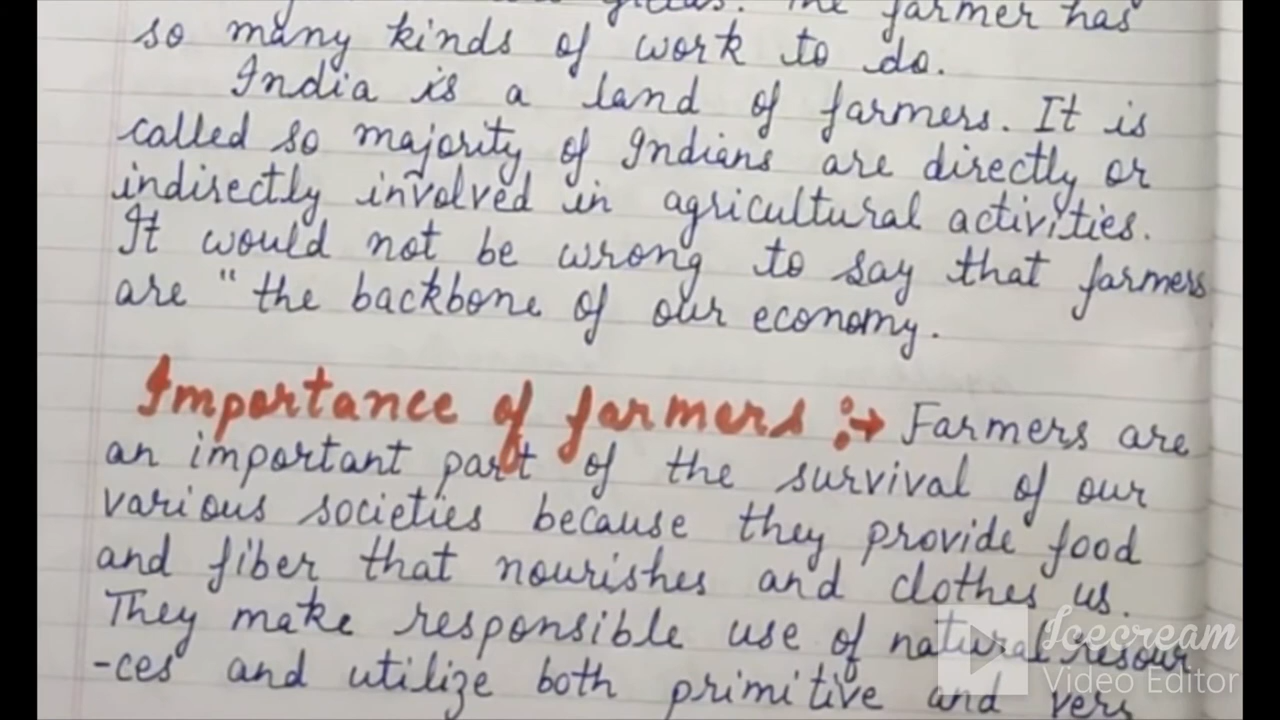 The farmer has
so many kinds of work to do.
India is a land of farmers. It is
called so majority of Indians are directly or
indirectly involved in agricultural activities.
It would not be wrong to say that farmers
are " the backbone of our economy.
Importance of farmers :→ Farmers are
an important part of the survival of our
various societies because they provide food
and fiber that nourishes and clothes us.
They make responsible use of natural resour
-ces and utilize both primitive and very
Icecream
Video Editor